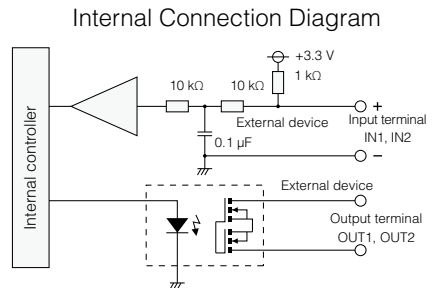 Internal Connection Diagram
+3.3 V
1 kΩ
10 kΩ
10 kΩ
+
External device
Input terminal
IN1, IN2
0.1 µF
−
Internal controller
External device
Output terminal
OUT1, OUT2